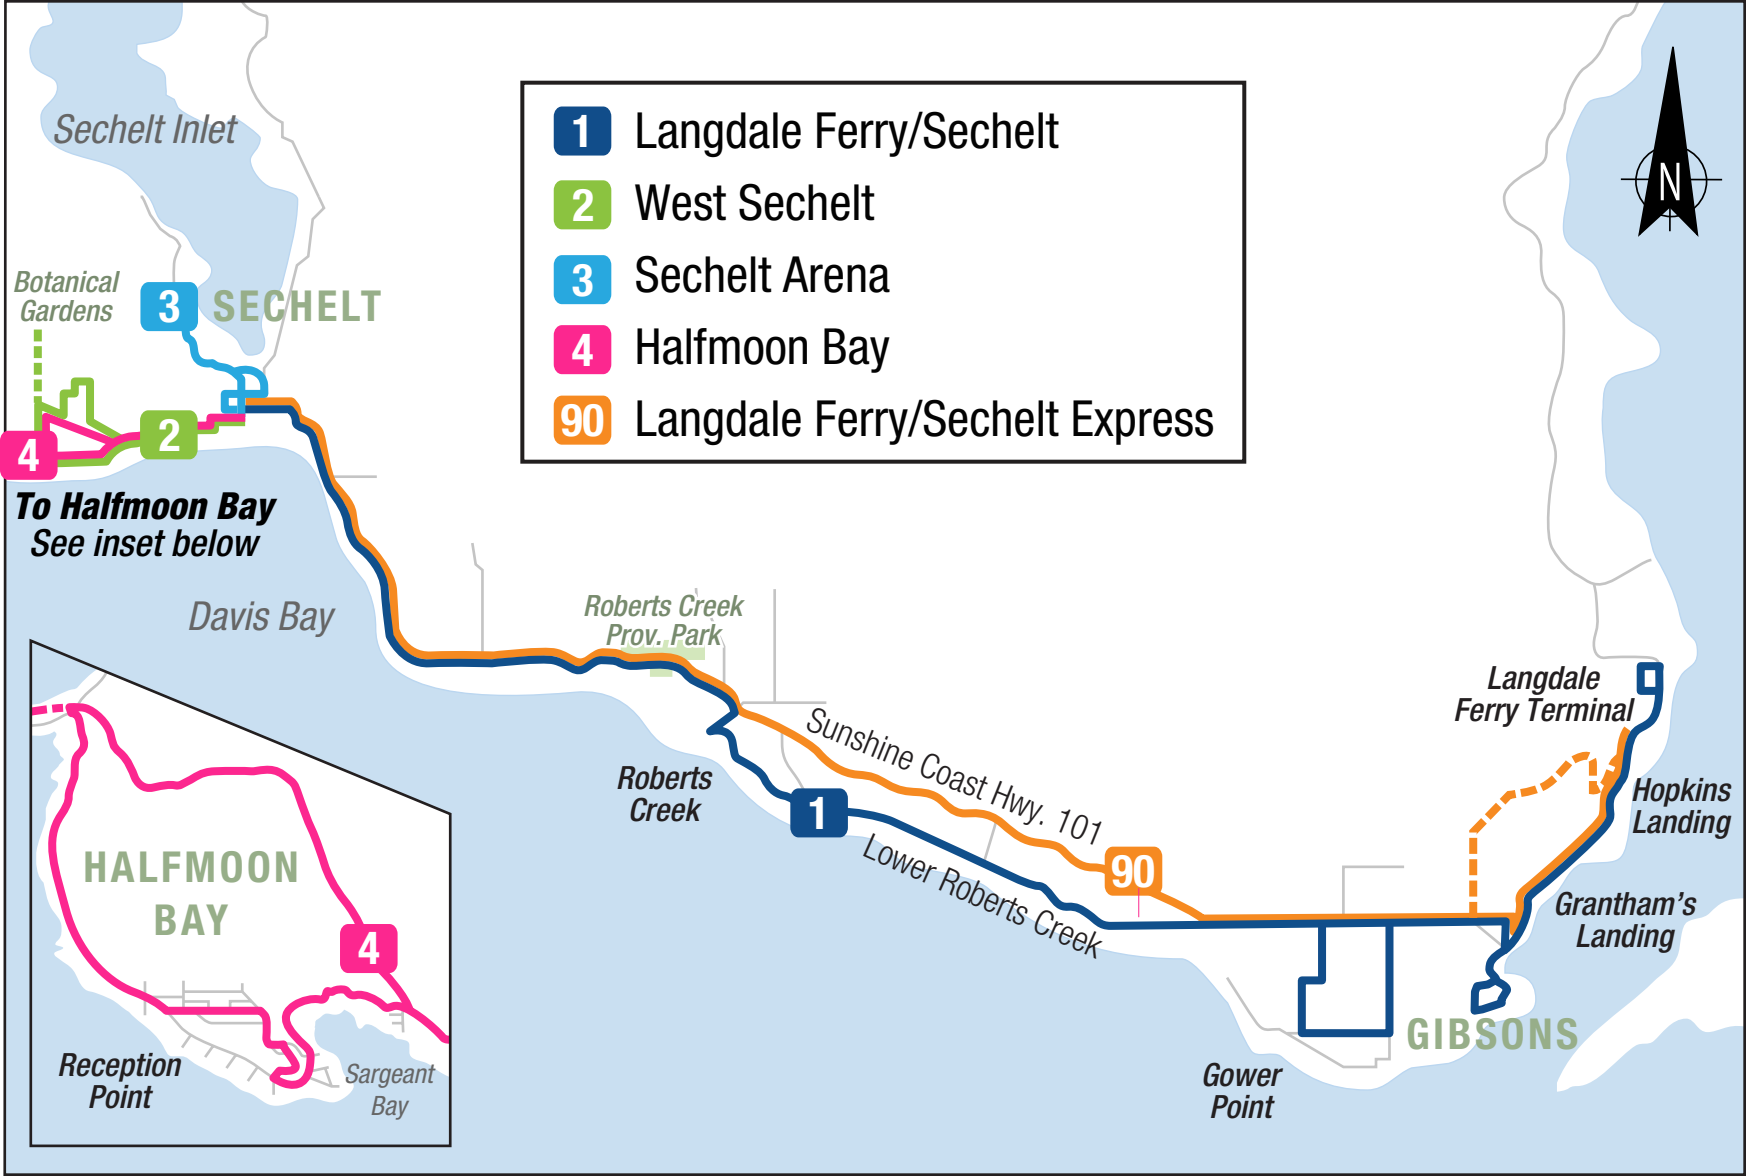 Sechelt Inlet
1 Langdale Ferry/Sechelt
2 West Sechelt
3 Sechelt Arena
4 Halfmoon Bay
90 Langdale Ferry/Sechelt Express
N
Botanical
Gardens
3
SECHELT
2
4
To Halfmoon Bay
See inset below
Davis Bay
Roberts Creek
Prov. Park
Langdale
Ferry Terminal
Sunshine Coast Hwy. 101
Roberts
Creek
1
Lower Roberts Creek
90
Hopkins
Landing
Grantham's
Landing
GIBSONS
Gower
Point
HALFMOON
BAY
4
Reception
Point
Sargeant
Bay